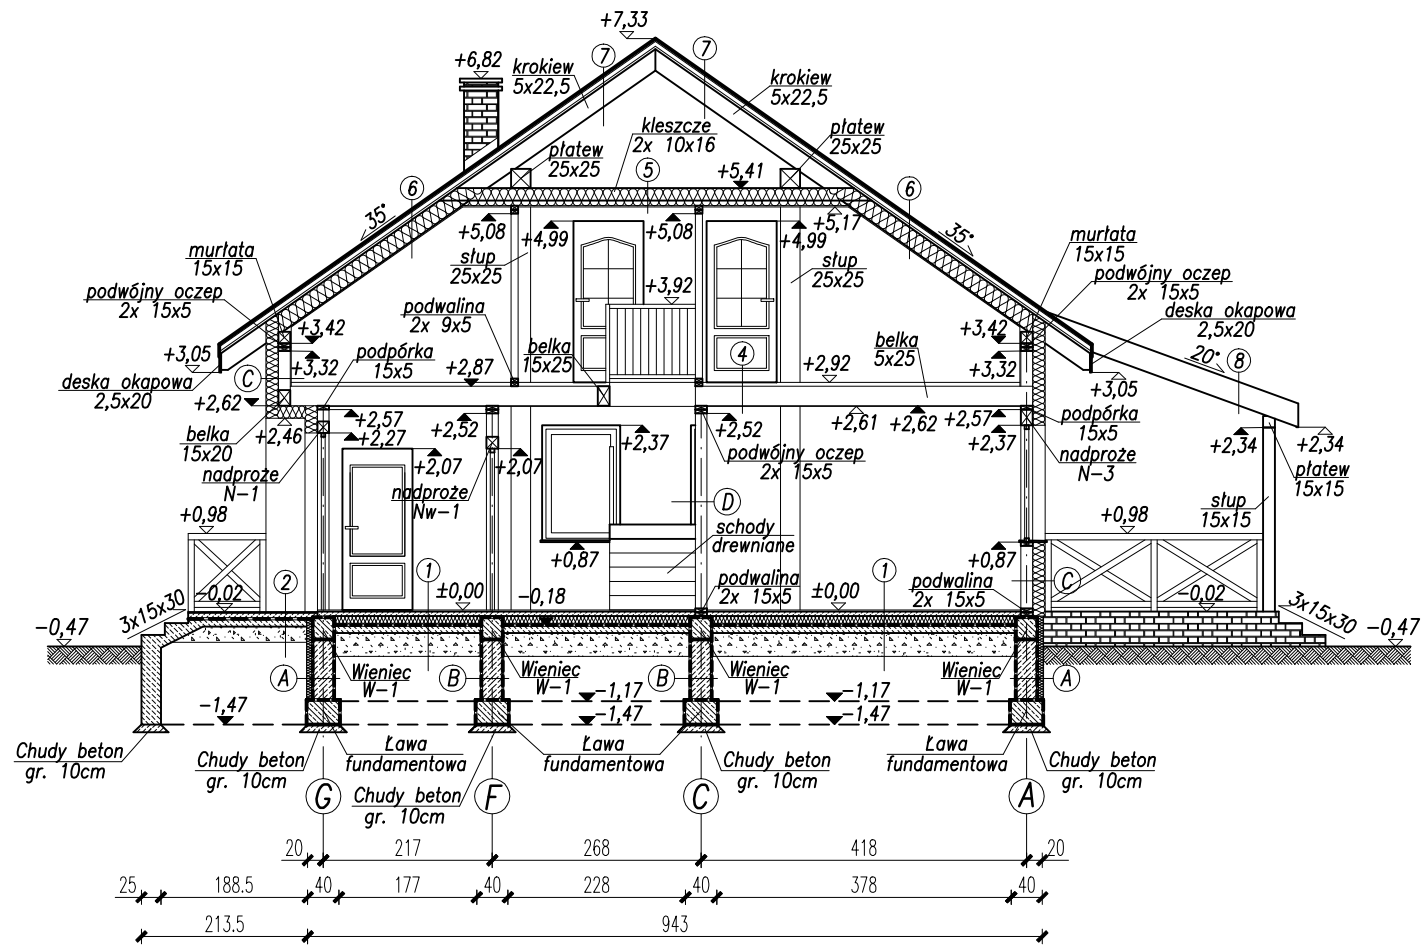 +7,33
7
7
+6,82
krokiew
5x22,5
krokiew
5x22,5
kleszcze
2x 10x16
płatew
25x25
płatew
25x25
5
+5,41
6
6
35°
35°
+5,08
+4,99
+5,08
+4,99
+5,17
murłata
15x15
słup
25x25
słup
25x25
murłata
15x15
podwójny oczep
2x 15x5
podwójny oczep
2x 15x5
+3,92
podwalina
2x 9x5
deska okapowa
2,5x20
+3,42
+3,42
+3,05
podpórka
15x5
belka
15x25
4
belka
5x25
+3,32
+3,32
20°
8
C
+2,87
+2,92
+3,05
deska okapowa
2,5x20
+2,62
+2,57
+2,52
+2,52
+2,61
+2,62
+2,57
podpórka
15x5
+2,46
+2,27
+2,37
+2,37
+2,34
+2,34
belka
15x20
+2,07
+2,07
podwójny oczep
2x 15x5
nadproże
N-3
płatew
15x15
nadproże
N-1
nadproże
Nw-1
D
słup
15x15
+0,98
+0,98
schody
drewniane
+0,87
+0,87
2
1
podwalina
2x 15x5
1
podwalina
2x 15x5
C
-0,02
±0,00
-0,18
±0,00
-0,02
3x15x30
3x15x30
-0,47
-0,47
A
Wieniec
W-1
B
Wieniec
W-1
B
Wieniec
W-1
Wieniec
W-1
A
-1,17
-1,17
-1,47
-1,47
-1,47
Chudy beton
gr. 10cm
Chudy beton
gr. 10cm
Ława
fundamentowa
Ława
fundamentowa
Chudy beton
gr. 10cm
Ława
fundamentowa
Chudy beton
gr. 10cm
Chudy beton
gr. 10cm
G
F
C
A
20 217 268 418 20
25 188.5 40 177 40 228 40 378 40
213.5 943